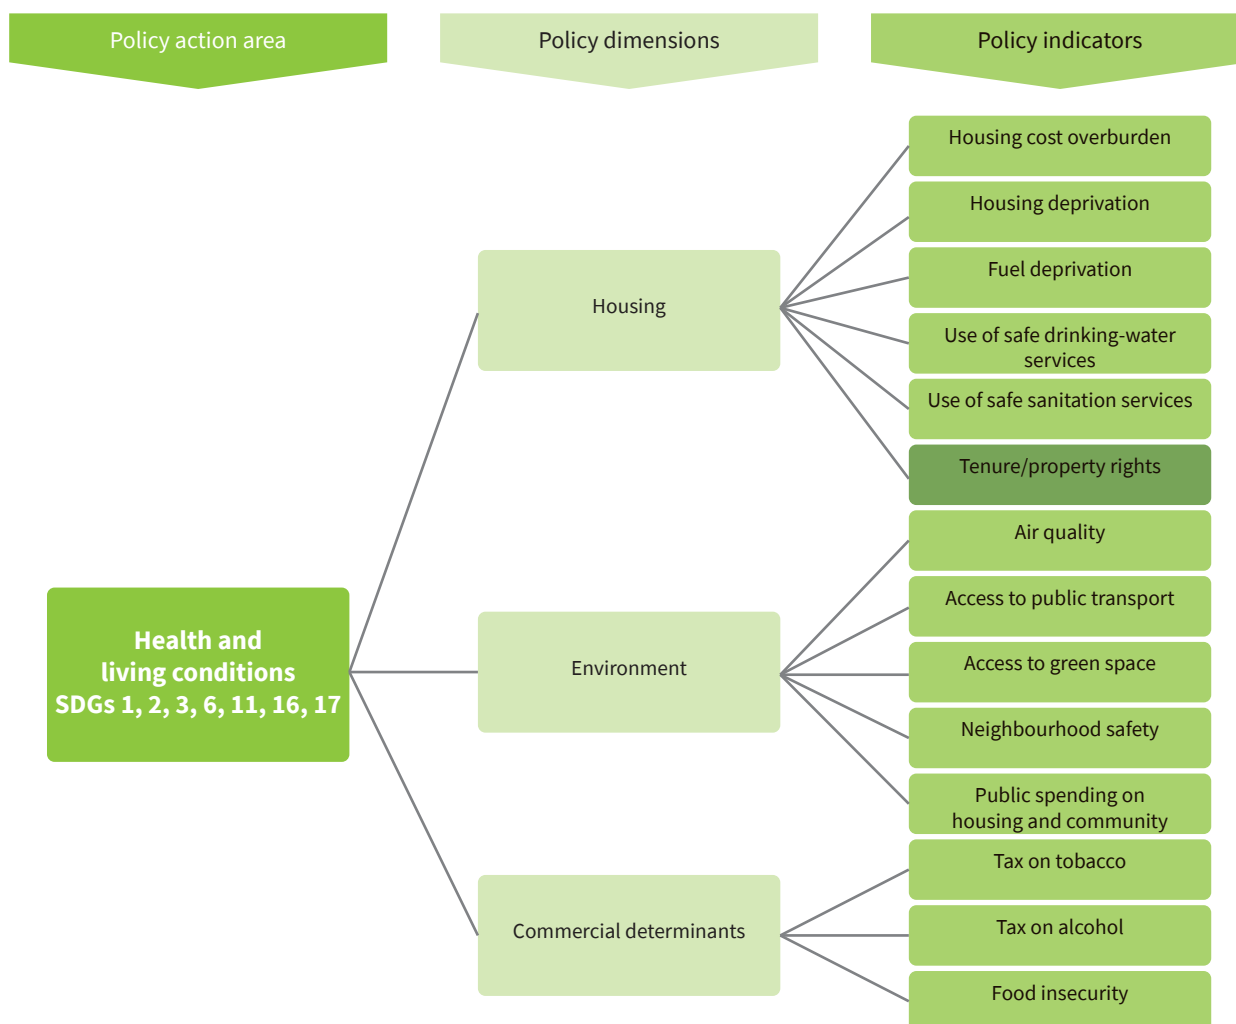 Policy action area
Policy dimensions
Policy indicators
Housing cost overburden
Housing deprivation
Fuel deprivation
Housing
Use of safe drinking-water
services
Use of safe sanitation services
Tenure/property rights
Air quality
Access to public transport
Health and
living conditions
SDGs 1, 2, 3, 6, 11, 16, 17
Environment
Access to green space
Neighbourhood safety
Public spending on
housing and community
Tax on tobacco
Commercial determinants
Tax on alcohol
Food insecurity